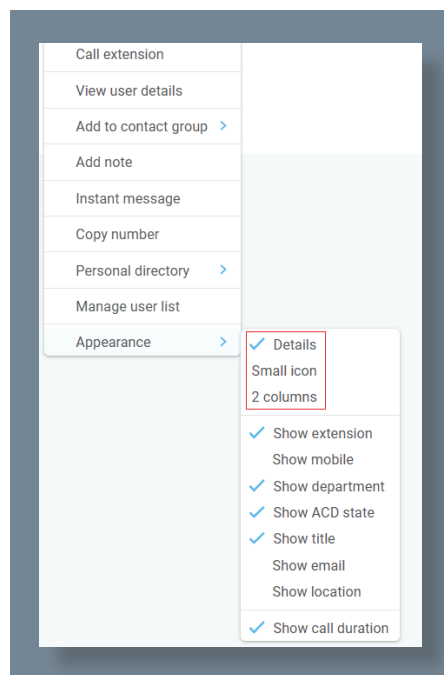 Call extension
View user details
Add to contact group
Add note
Instant message
Copy number
Personal directory
Manage user list
Appearance
Details
Small icon
2 columns
Show extension
Show mobile
Show department
Show ACD state
Show title
Show email
Show location
Show call duration